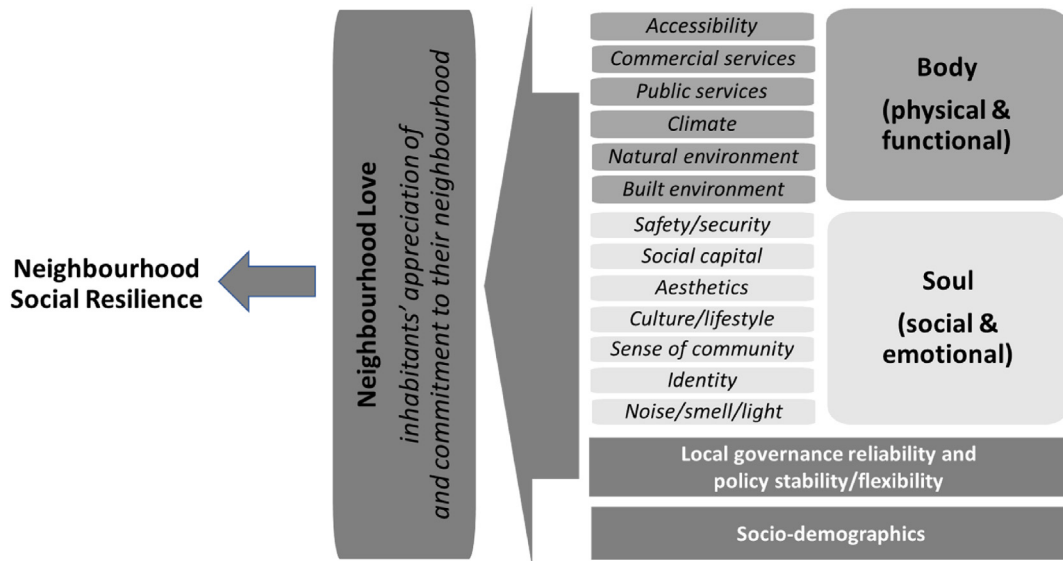 Neighbourhood
Social Resilience
Neighbourhood Love
inhabitants’ appreciation of
and commitment to their neighbourhood
Accessibility
Commercial services
Public services
Climate
Natural environment
Built environment
Body
(physical &
functional)
Safety/security
Social capital
Aesthetics
Culture/lifestyle
Sense of community
Identity
Noise/smell/light
Soul
(social &
emotional)
Local governance reliability and
policy stability/flexibility
Socio-demographics